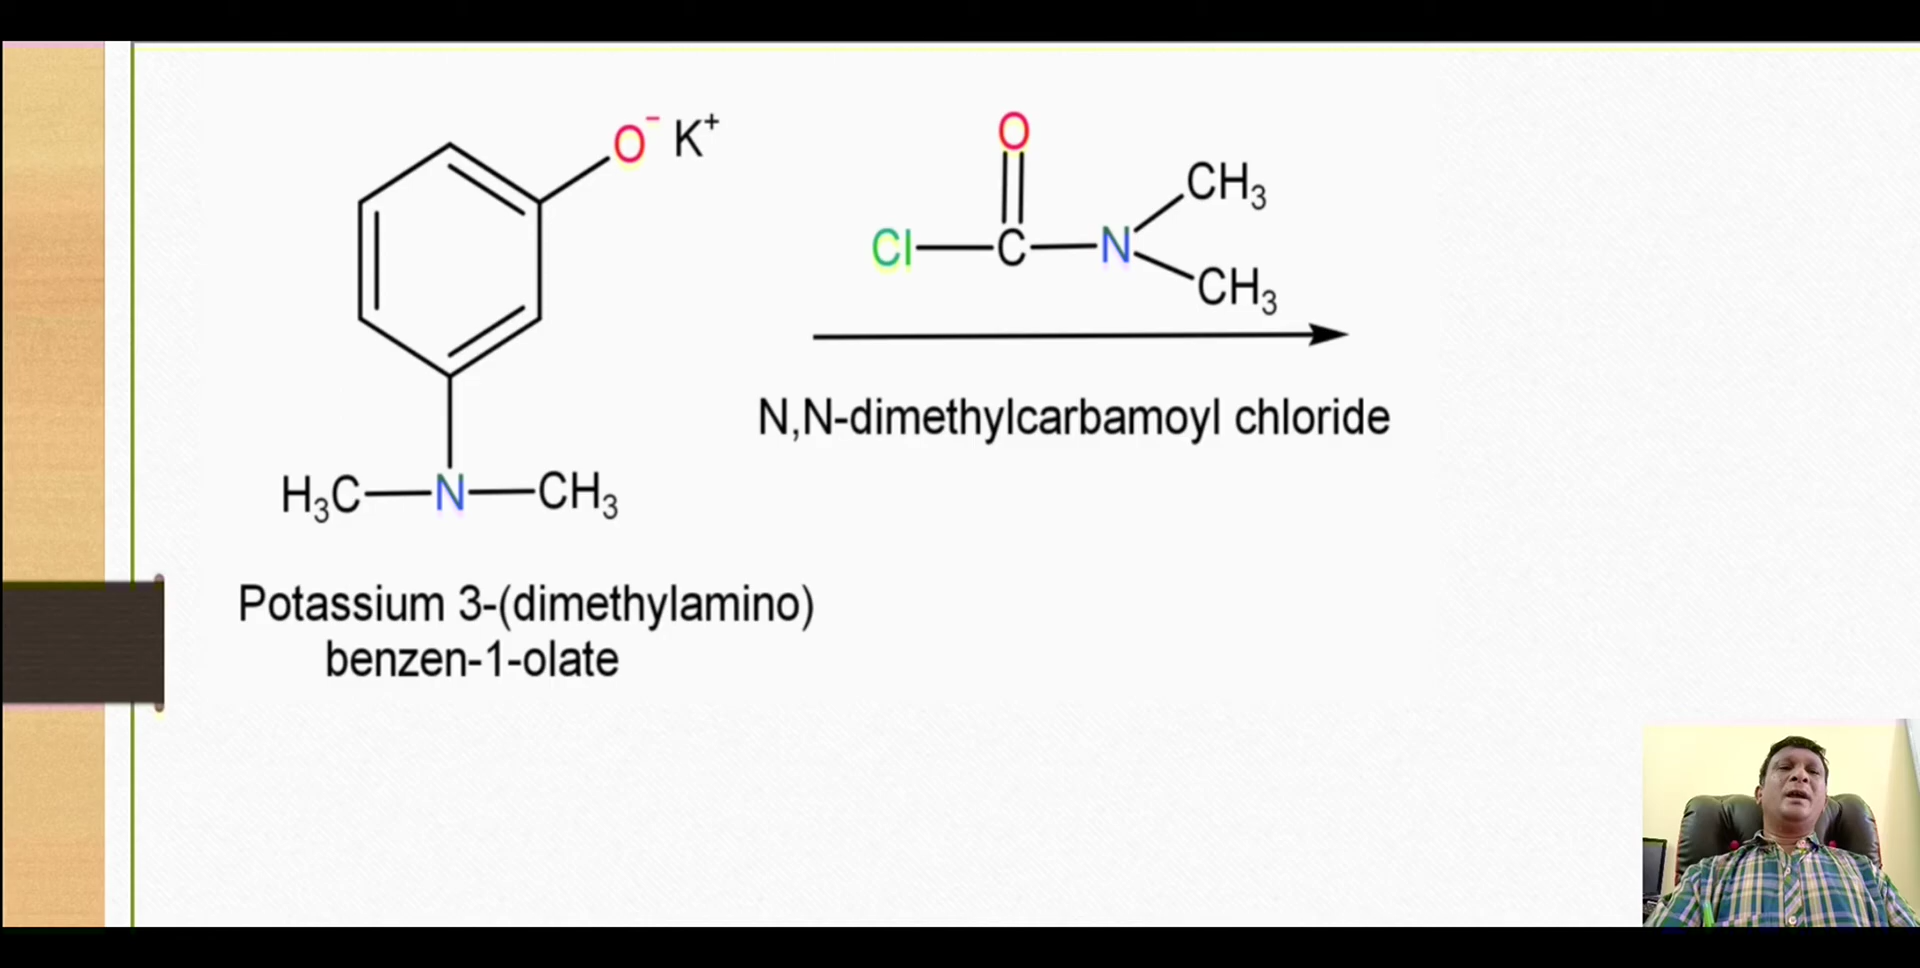 O⁻ K⁺
O
CH₃
Cl C N
CH₃
N,N-dimethylcarbamoyl chloride
H₃C N CH₃
Potassium 3-(dimethylamino)
benzen-1-olate